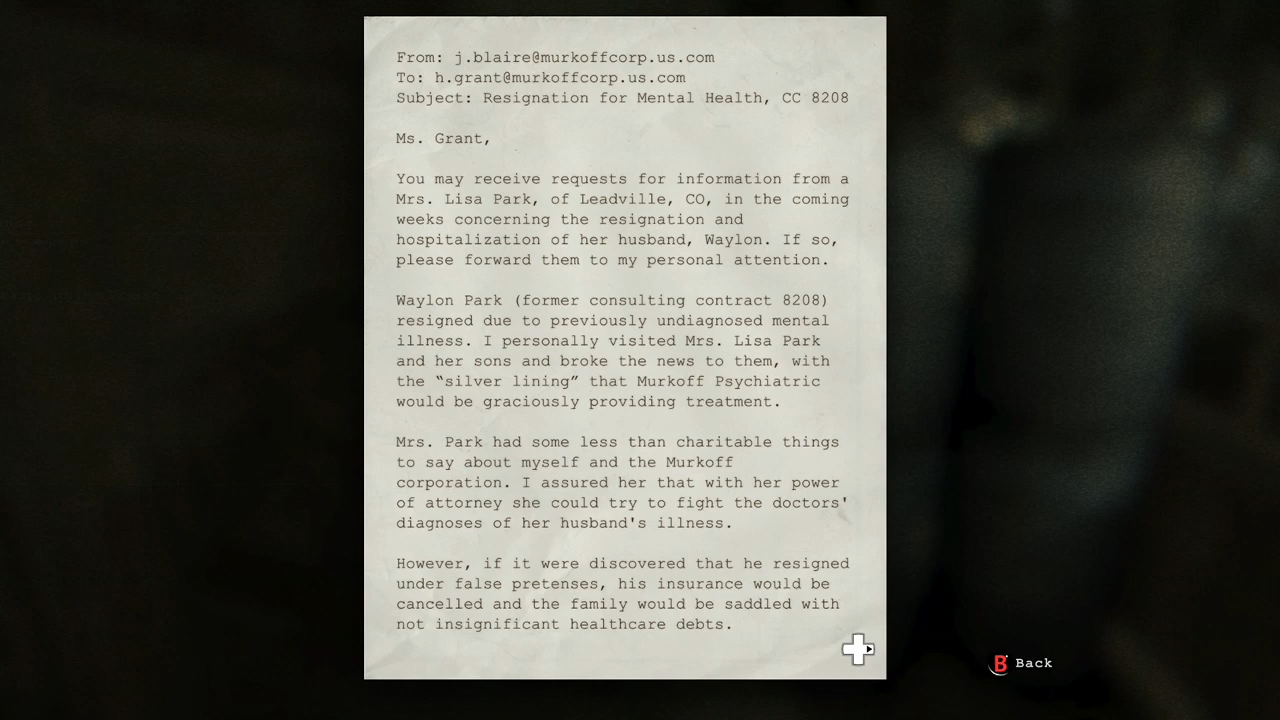 From: j.blaire@murkoffcorp.us.com
To: h.grant@murkoffcorp.us.com
Subject: Resignation for Mental Health, CC 8208
Ms. Grant,
You may receive requests for information from a
Mrs. Lisa Park, of Leadville, CO, in the coming
weeks concerning the resignation and
hospitalization of her husband, Waylon. If so,
please forward them to my personal attention.
Waylon Park (former consulting contract 8208)
resigned due to previously undiagnosed mental
illness. I personally visited Mrs. Lisa Park
and her sons and broke the news to them, with
the “silver lining” that Murkoff Psychiatric
would be graciously providing treatment.
Mrs. Park had some less than charitable things
to say about myself and the Murkoff
corporation. I assured her that with her power
of attorney she could try to fight the doctors'
diagnoses of her husband's illness.
However, if it were discovered that he resigned
under false pretenses, his insurance would be
cancelled and the family would be saddled with
not insignificant healthcare debts.
B Back